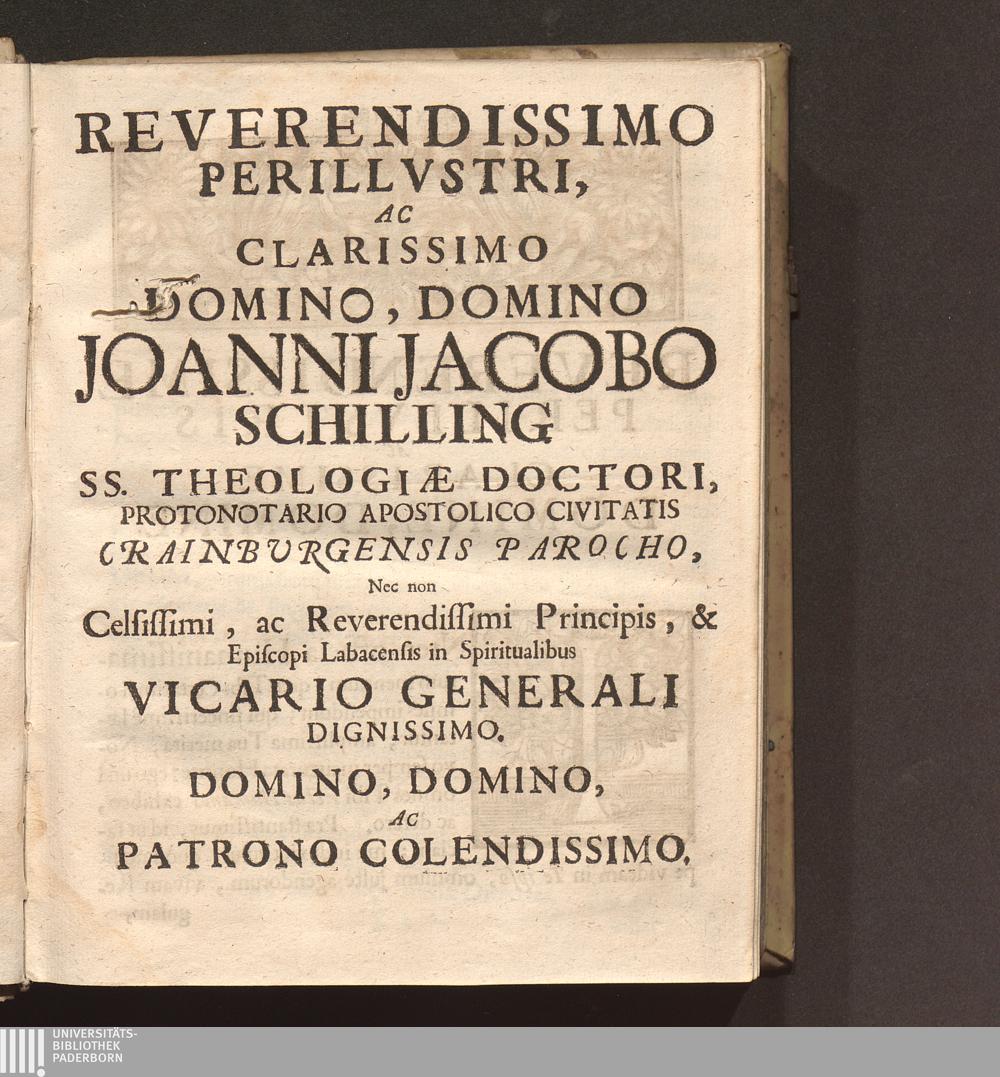 REVERENDISSIMO
PERILLVSTRI,
AC
CLARISSIMO
DOMINO, DOMINO
JOANNI JACOBO
SCHILLING
SS. THEOLOGIÆ DOCTORI,
PROTONOTARIO APOSTOLICO CIVITATIS
CRAINBURGENSIS PAROCHO,
Nec non
Celſiſſimi, ac Reverendiſſimi Principis, &
Epiſcopi Labacenſis in Spiritualibus
VICARIO GENERALI
DIGNISSIMO.
DOMINO, DOMINO,
AC
PATRONO COLENDISSIMO.
UNIVERSITÄTS-
BIBLIOTHEK
PADERBORN